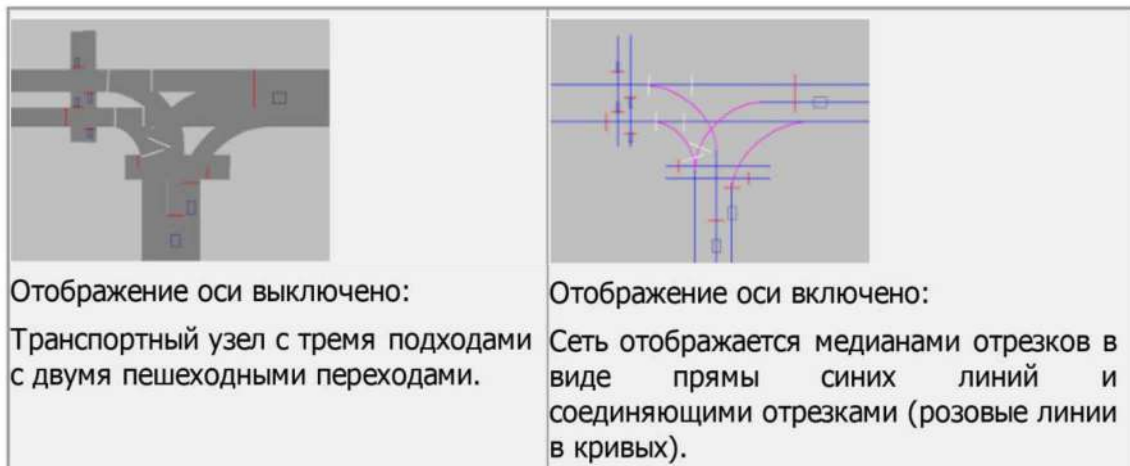 Отображение оси выключено:
Транспортный узел с тремя подходами
с двумя пешеходными переходами.
Отображение оси включено:
Сеть отображается медианами отрезков в
виде прямы синих линий и
соединяющими отрезками (розовые линии
в кривых).